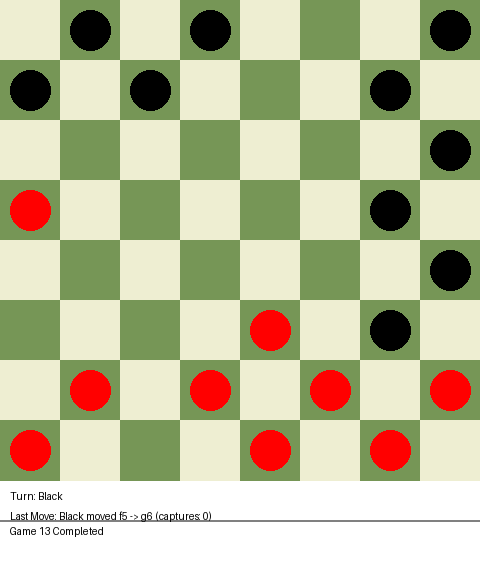 Turn: Black
Last Move: Black moved f5 -> g6 (captures: 0)
Game 13 Completed